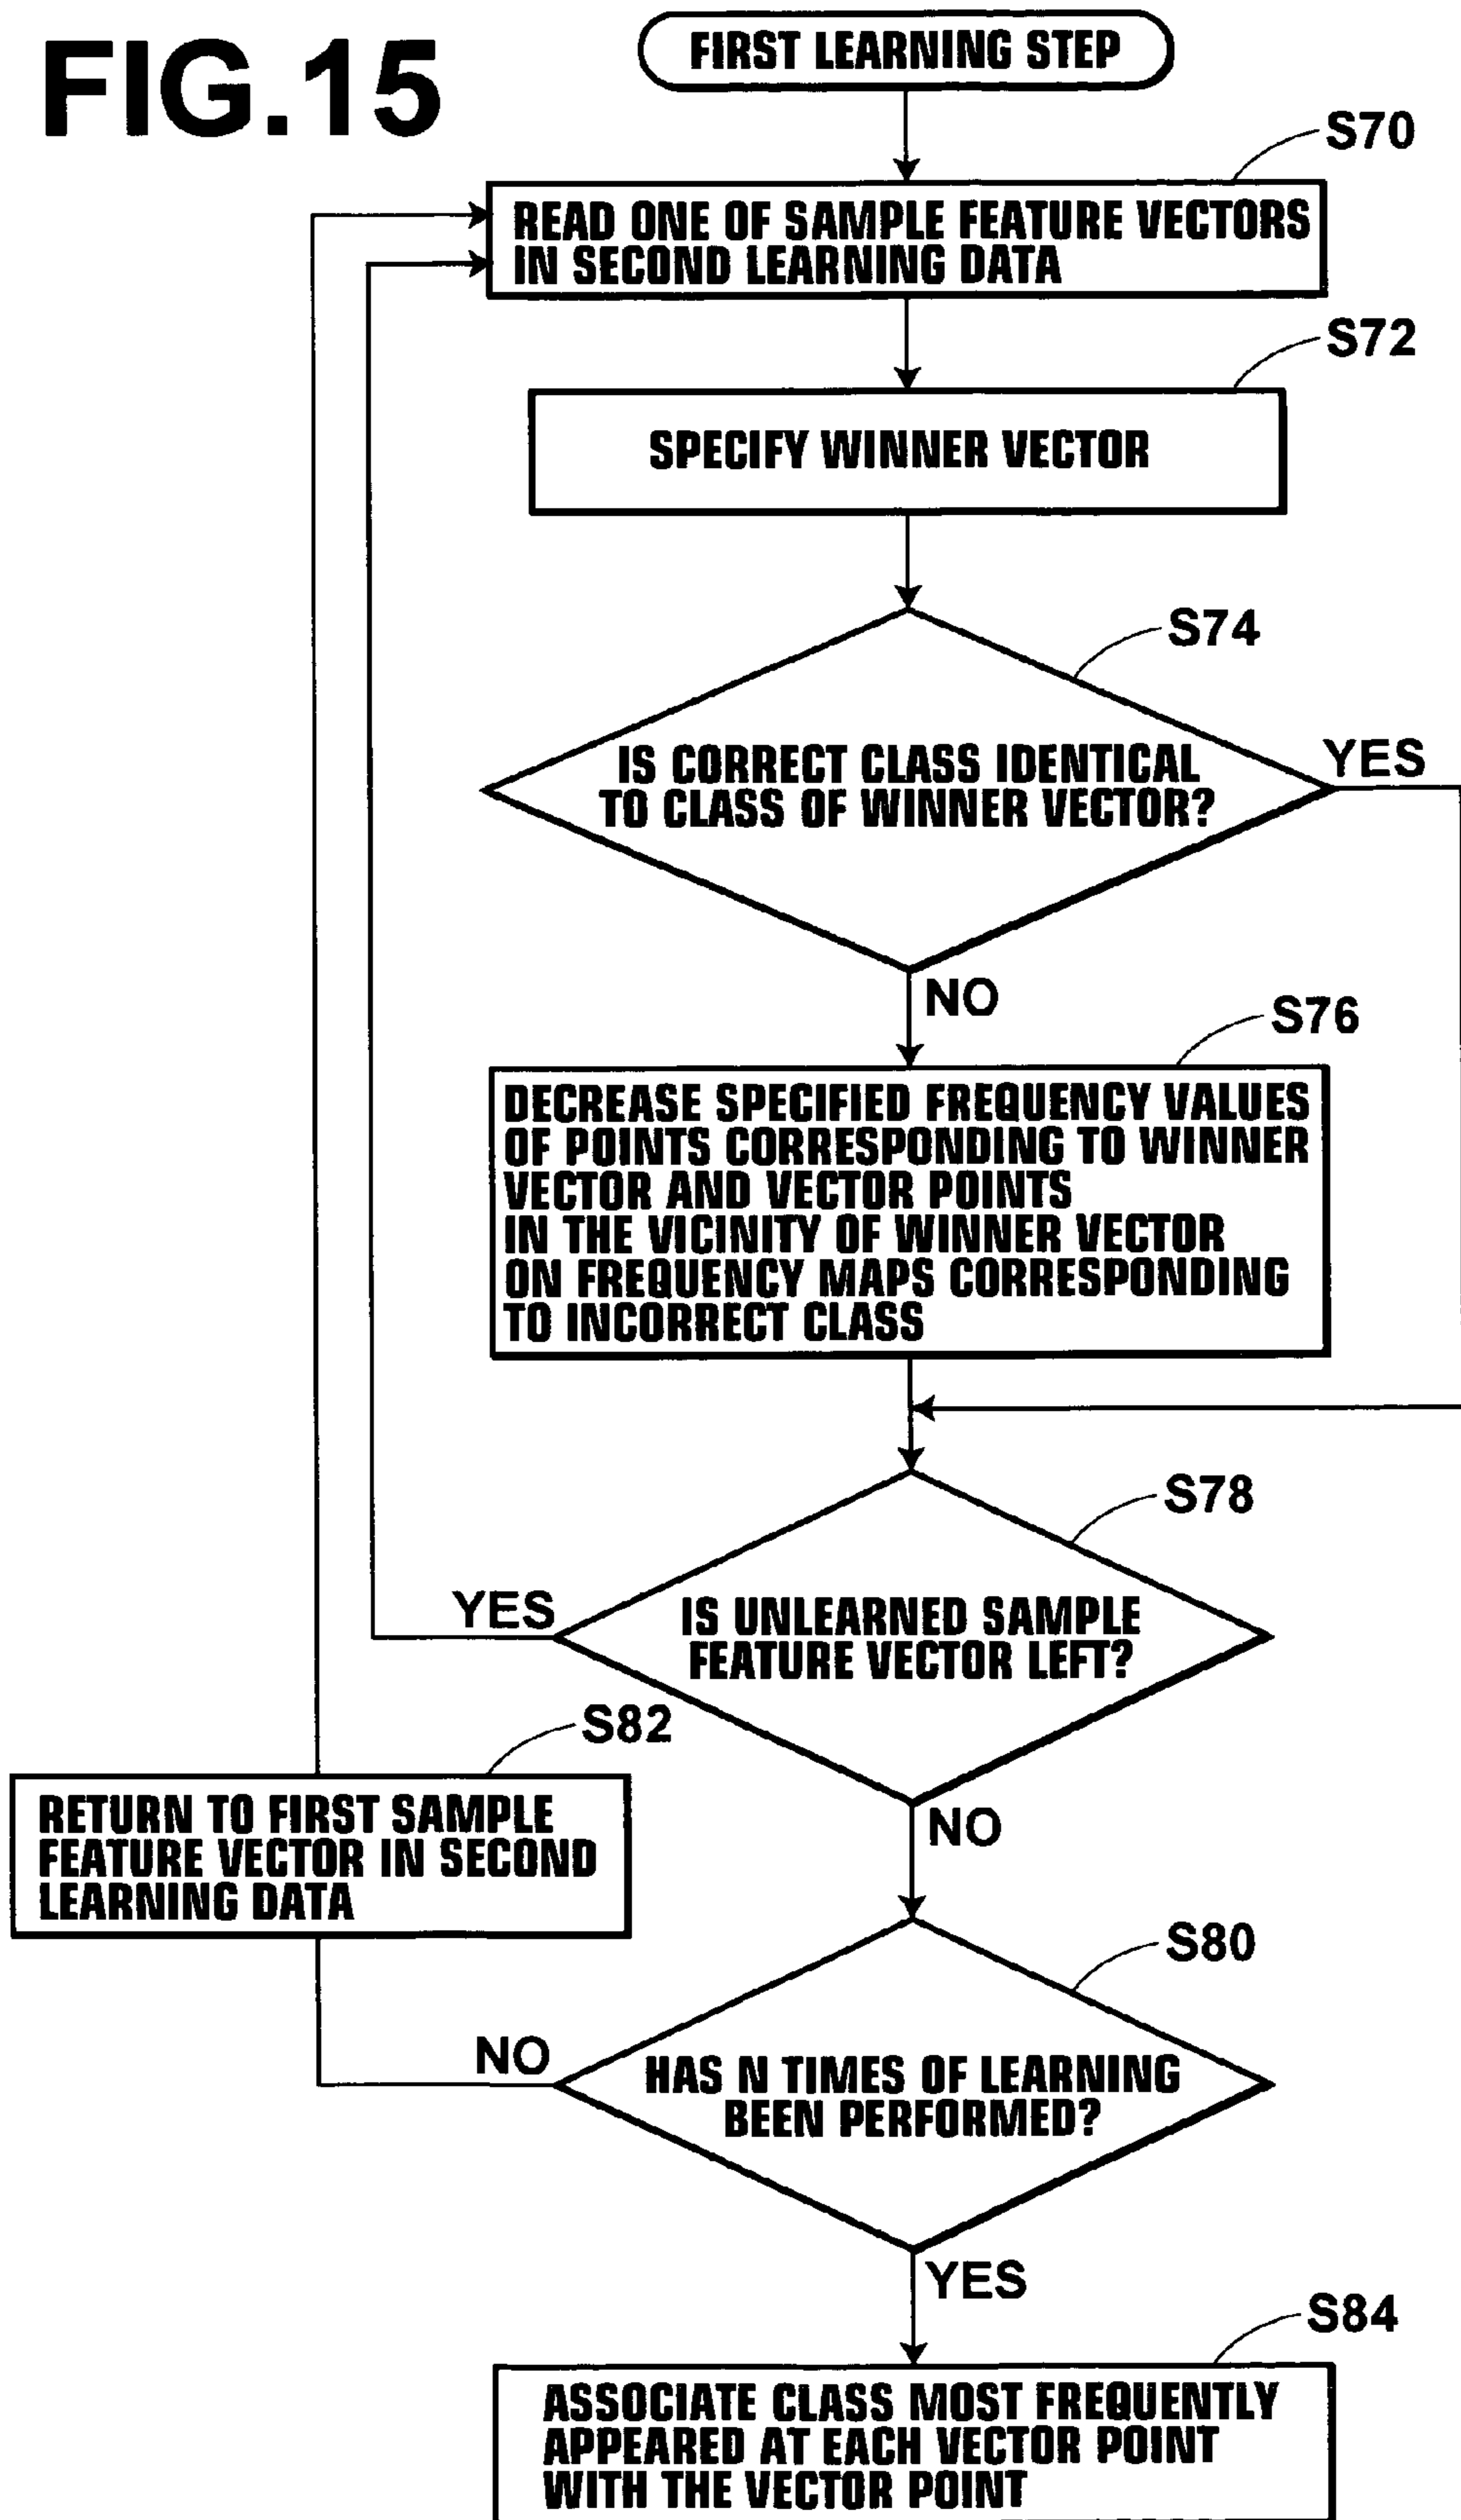 FIG.15
FIRST LEARNING STEP
S70
READ ONE OF SAMPLE FEATURE VECTORS
IN SECOND LEARNING DATA
S72
SPECIFY WINNER VECTOR
S74
IS CORRECT CLASS IDENTICAL
TO CLASS OF WINNER VECTOR?
YES
NO
S76
DECREASE SPECIFIED FREQUENCY VALUES
OF POINTS CORRESPONDING TO WINNER
VECTOR AND VECTOR POINTS
IN THE VICINITY OF WINNER VECTOR
ON FREQUENCY MAPS CORRESPONDING
TO INCORRECT CLASS
S78
YES
IS UNLEARNED SAMPLE
FEATURE VECTOR LEFT?
NO
S82
RETURN TO FIRST SAMPLE
FEATURE VECTOR IN SECOND
LEARNING DATA
S80
NO
HAS N TIMES OF LEARNING
BEEN PERFORMED?
YES
S84
ASSOCIATE CLASS MOST FREQUENTLY
APPEARED AT EACH VECTOR POINT
WITH THE VECTOR POINT